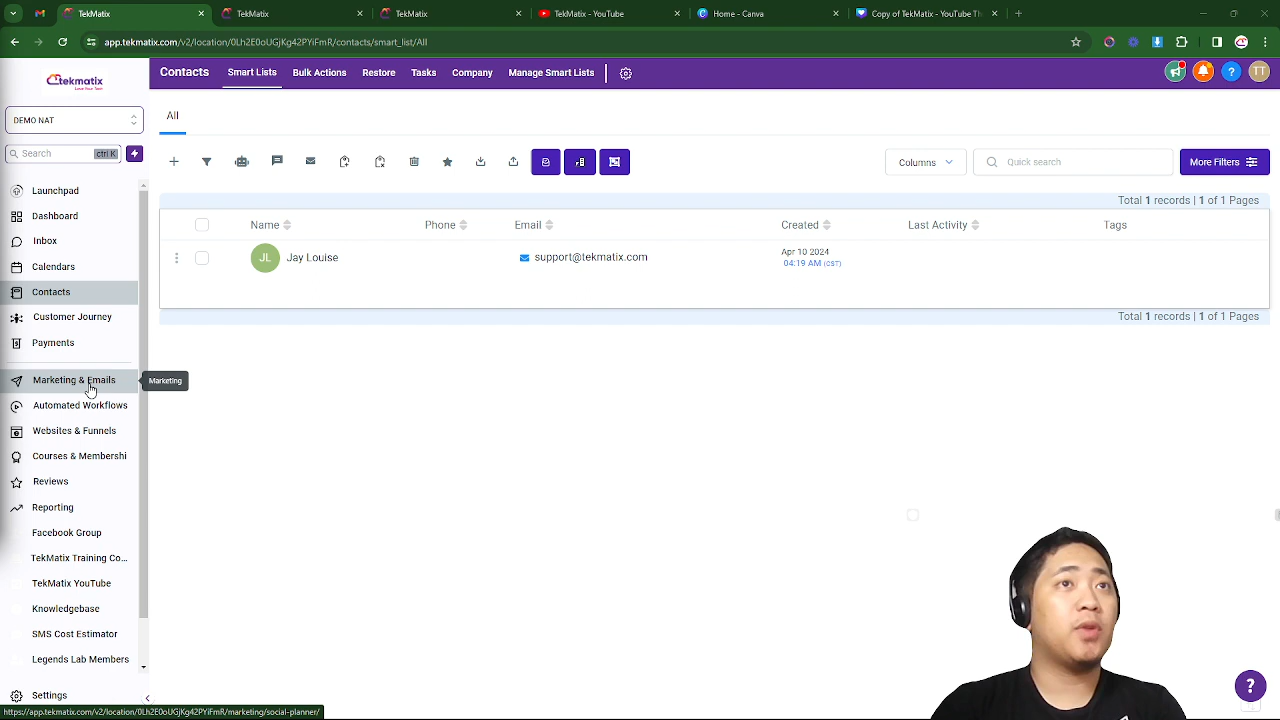 TekMatix
TekMatix
TekMatix
TekMatix - YouTube
Home - Canva
Copy of TekMatix - YouTube Th
app.tekmatix.com/v2/location/0Lh2E0oUGjKg42PYiFmR/contacts/smart_list/All
tekmatix
Love Your Tech
Contacts
Smart Lists
Bulk Actions
Restore
Tasks
Company
Manage Smart Lists
TT
DEMO NAT
Search
ctrl K
Launchpad
Dashboard
Inbox
Calendars
Contacts
Customer Journey
Payments
Marketing & Emails
Marketing
Automated Workflows
Websites & Funnels
Courses & Membershi
Reviews
Reporting
Facebook Group
TekMatix Training Co...
TekMatix YouTube
Knowledgebase
SMS Cost Estimator
Legends Lab Members
Settings
All
Columns
Quick search
More Filters
Total 1 records | 1 of 1 Pages
Name
Phone
Email
Created
Last Activity
Tags
JL
Jay Louise
support@tekmatix.com
Apr 10 2024
04:19 AM (CST)
Total 1 records | 1 of 1 Pages
?
https://app.tekmatix.com/v2/location/0Lh2E0oUGjKg42PYiFmR/marketing/social-planner/